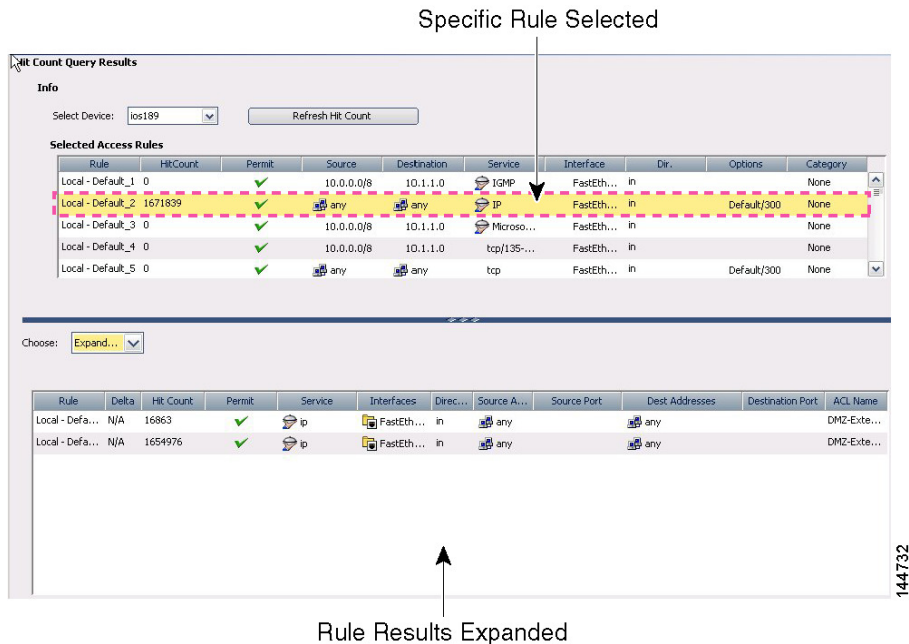 Specific Rule Selected
Hit Count Query Results
Info
Select Device: ios189 Refresh Hit Count
Selected Access Rules
Rule HitCount Permit Source Destination Service Interface Dir. Options Category
Local - Default_1 0 10.0.0.0/8 10.1.1.0 IGMP FastEth... in None
Local - Default_2 1671839 any any IP FastEth... in Default/300 None
Local - Default_3 0 10.0.0.0/8 10.1.1.0 Microso... FastEth... in None
Local - Default_4 0 10.0.0.0/8 10.1.1.0 tcp/135-... FastEth... in None
Local - Default_5 0 any any tcp FastEth... in Default/300 None
Choose: Expand...
Rule Delta Hit Count Permit Service Interfaces Direc... Source A... Source Port Dest Addresses Destination Port ACL Name
Local - Defa... N/A 16863 ip FastEth... in any any DMZ-Exte...
Local - Defa... N/A 1654976 ip FastEth... in any any DMZ-Exte...
144732
Rule Results Expanded